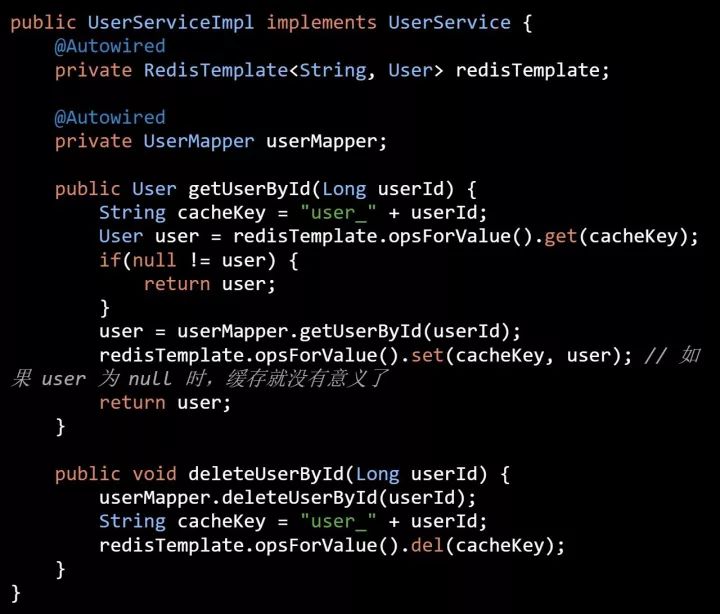 public UserServiceImpl implements UserService {
    @Autowired
    private RedisTemplate<String, User> redisTemplate;

    @Autowired
    private UserMapper userMapper;

    public User getUserById(Long userId) {
        String cacheKey = "user_" + userId;
        User user = redisTemplate.opsForValue().get(cacheKey);
        if(null != user) {
            return user;
        }
        user = userMapper.getUserById(userId);
        redisTemplate.opsForValue().set(cacheKey, user); // 如
果 user 为 null 时，缓存就没有意义了
        return user;
    }

    public void deleteUserById(Long userId) {
        userMapper.deleteUserById(userId);
        String cacheKey = "user_" + userId;
        redisTemplate.opsForValue().del(cacheKey);
    }
}